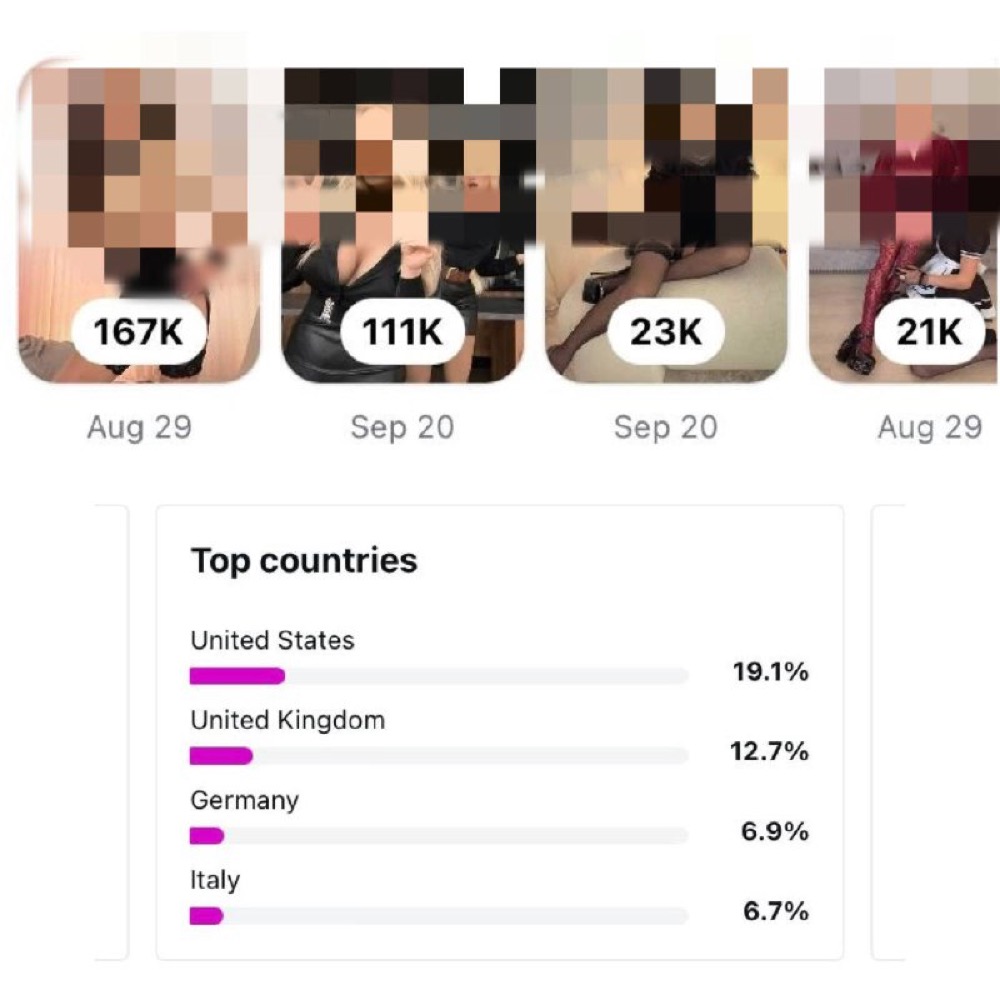 167K
111K
23K
21K
Aug 29
Sep 20
Sep 20
Aug 29
Top countries
United States
19.1%
United Kingdom
12.7%
Germany
6.9%
Italy
6.7%